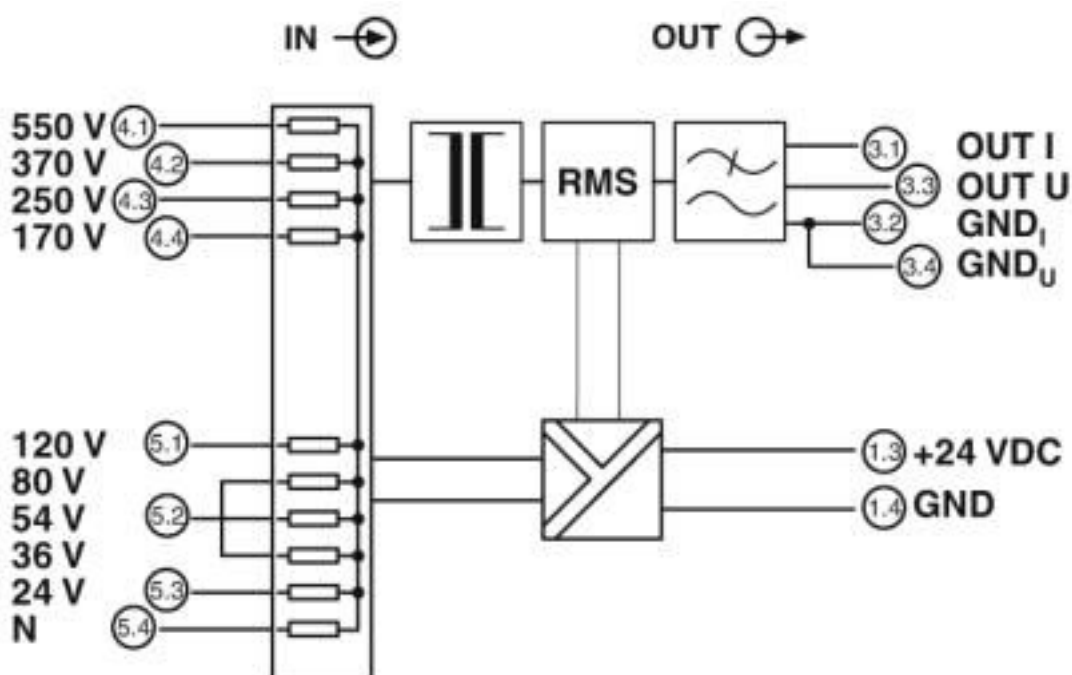 IN
OUT
550 V 4.1
370 V 4.2
250 V 4.3
170 V 4.4
RMS
3.1 OUT I
3.3 OUT U
3.2 GNDI
3.4 GNDU
120 V 5.1
80 V
54 V 5.2
36 V
24 V 5.3
N 5.4
1.3 +24 VDC
1.4 GND